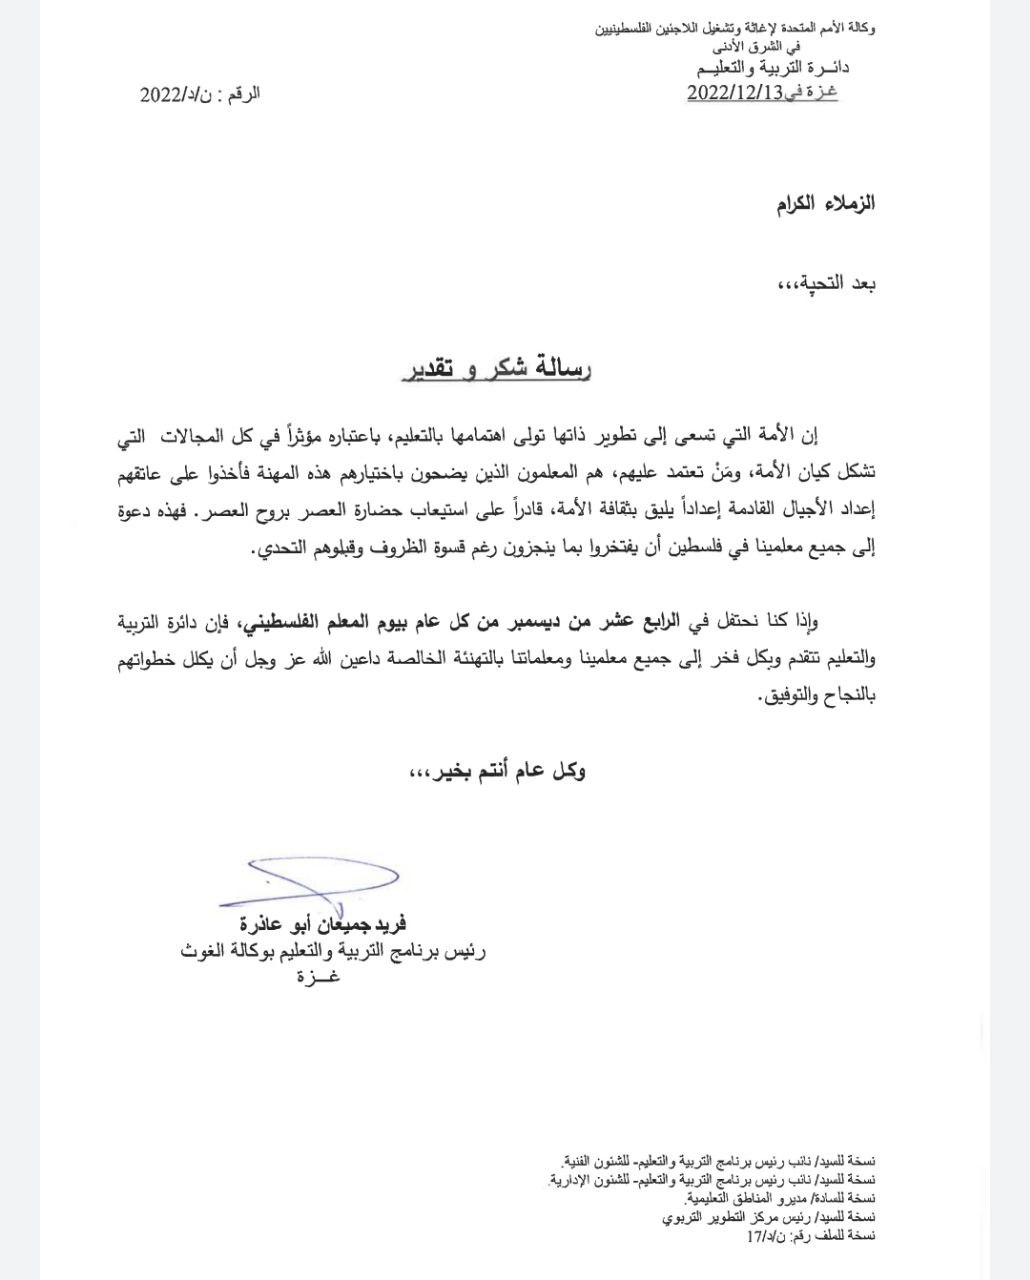 وكالة الأمم المتحدة لإغاثة وتشغيل اللاجئين الفلسطينيين
في الشرق الأدنى
دائــرة التربية والتعليــم
غـزة في2022/12/13
الرقم : ن/د/2022
الزملاء الكرام
بعد التحية،،،
رسالة شكر و تقدير
إن الأمة التي تسعى إلى تطوير ذاتها تولى اهتمامها بالتعليم، باعتباره مؤثراً في كل المجالات التي
تشكل كيان الأمة، ومَنْ تعتمد عليهم، هم المعلمون الذين يضحون باختيارهم هذه المهنة فأخذوا على عاتقهم
إعداد الأجيال القادمة إعداداً يليق بثقافة الأمة، قادراً على استيعاب حضارة العصر بروح العصر. فهذه دعوة
إلى جميع معلمينا في فلسطين أن يفتخروا بما ينجزون رغم قسوة الظروف وقبلوهم التحدي.
وإذا كنا نحتفل في الرابع عشر من ديسمبر من كل عام بيوم المعلم الفلسطيني، فإن دائرة التربية
والتعليم تتقدم وبكل فخر إلى جميع معلمينا ومعلماتنا بالتهنئة الخالصة داعين الله عز وجل أن يكلل خطواتهم
بالنجاح والتوفيق.
وكل عام أنتم بخير،،،
فريد جميعان أبو عاذرة
رئيس برنامج التربية والتعليم بوكالة الغوث
غــزة
نسخة للسيد/ نائب رئيس برنامج التربية والتعليم- للشئون الفنية.
نسخة للسيد/ نائب رئيس برنامج التربية والتعليم- للشئون الإدارية.
نسخة للسادة/ مديرو المناطق التعليمية.
نسخة للسيد/ رئيس مركز التطوير التربوي
نسخة للملف رقم: ن/د/17